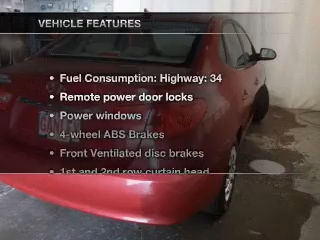 VEHICLE FEATURES
• Fuel Consumption: Highway: 34
• Remote power door locks
• Power windows
• 4-wheel ABS Brakes
• Front Ventilated disc brakes
• 1st and 2nd row curtain head